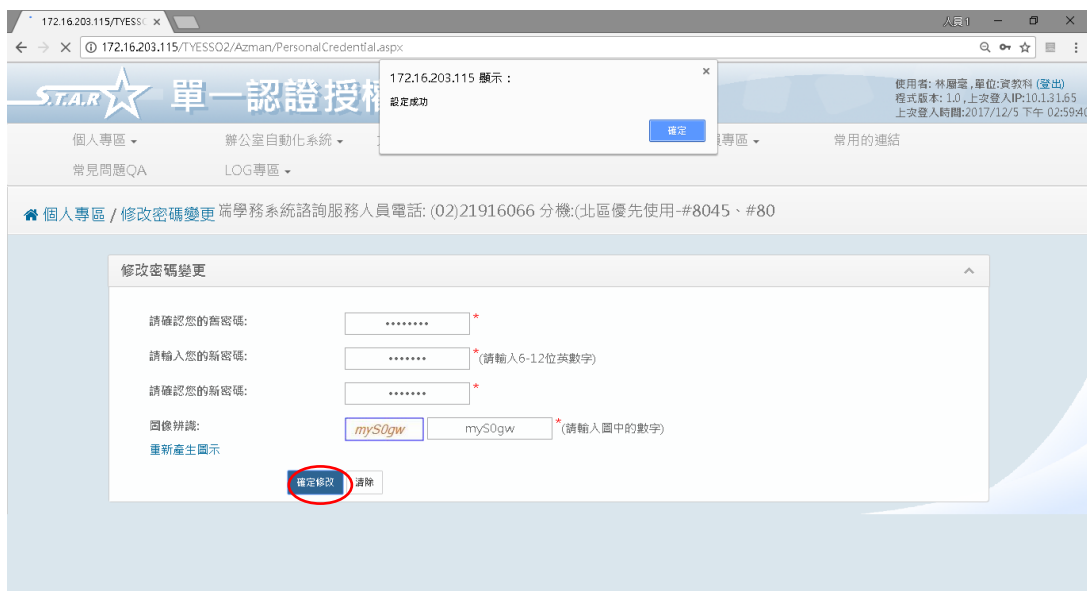 172.16.203.115/TYESS
人員 1
172.16.203.115/TYESSO2/Azman/PersonalCredential.aspx
172.16.203.115 顯示：
設定成功
確定
S.T.A.R
單一認證授
使用者: 林屬毫 ,單位:資教科 (登出)
程式版本: 1.0 , 上次登入IP:10.1.31.65
上次登入時間:2017/12/5 下午 02:59:40
個人專區
辦公室自動化系統
專區
常用的連結
常見問題QA
LOG專區
個人專區 / 修改密碼變更
端學務系統諮詢服務人員電話: (02)21916066 分機:(北區優先使用-#8045、#80
修改密碼變更
請確認您的舊密碼:
*
請輸入您的新密碼:
*(請輸入6-12位英數字)
請確認您的新密碼:
*
圖像辨識:
myS0gw
myS0gw
*(請輸入圖中的數字)
重新產生圖示
確定修改
清除